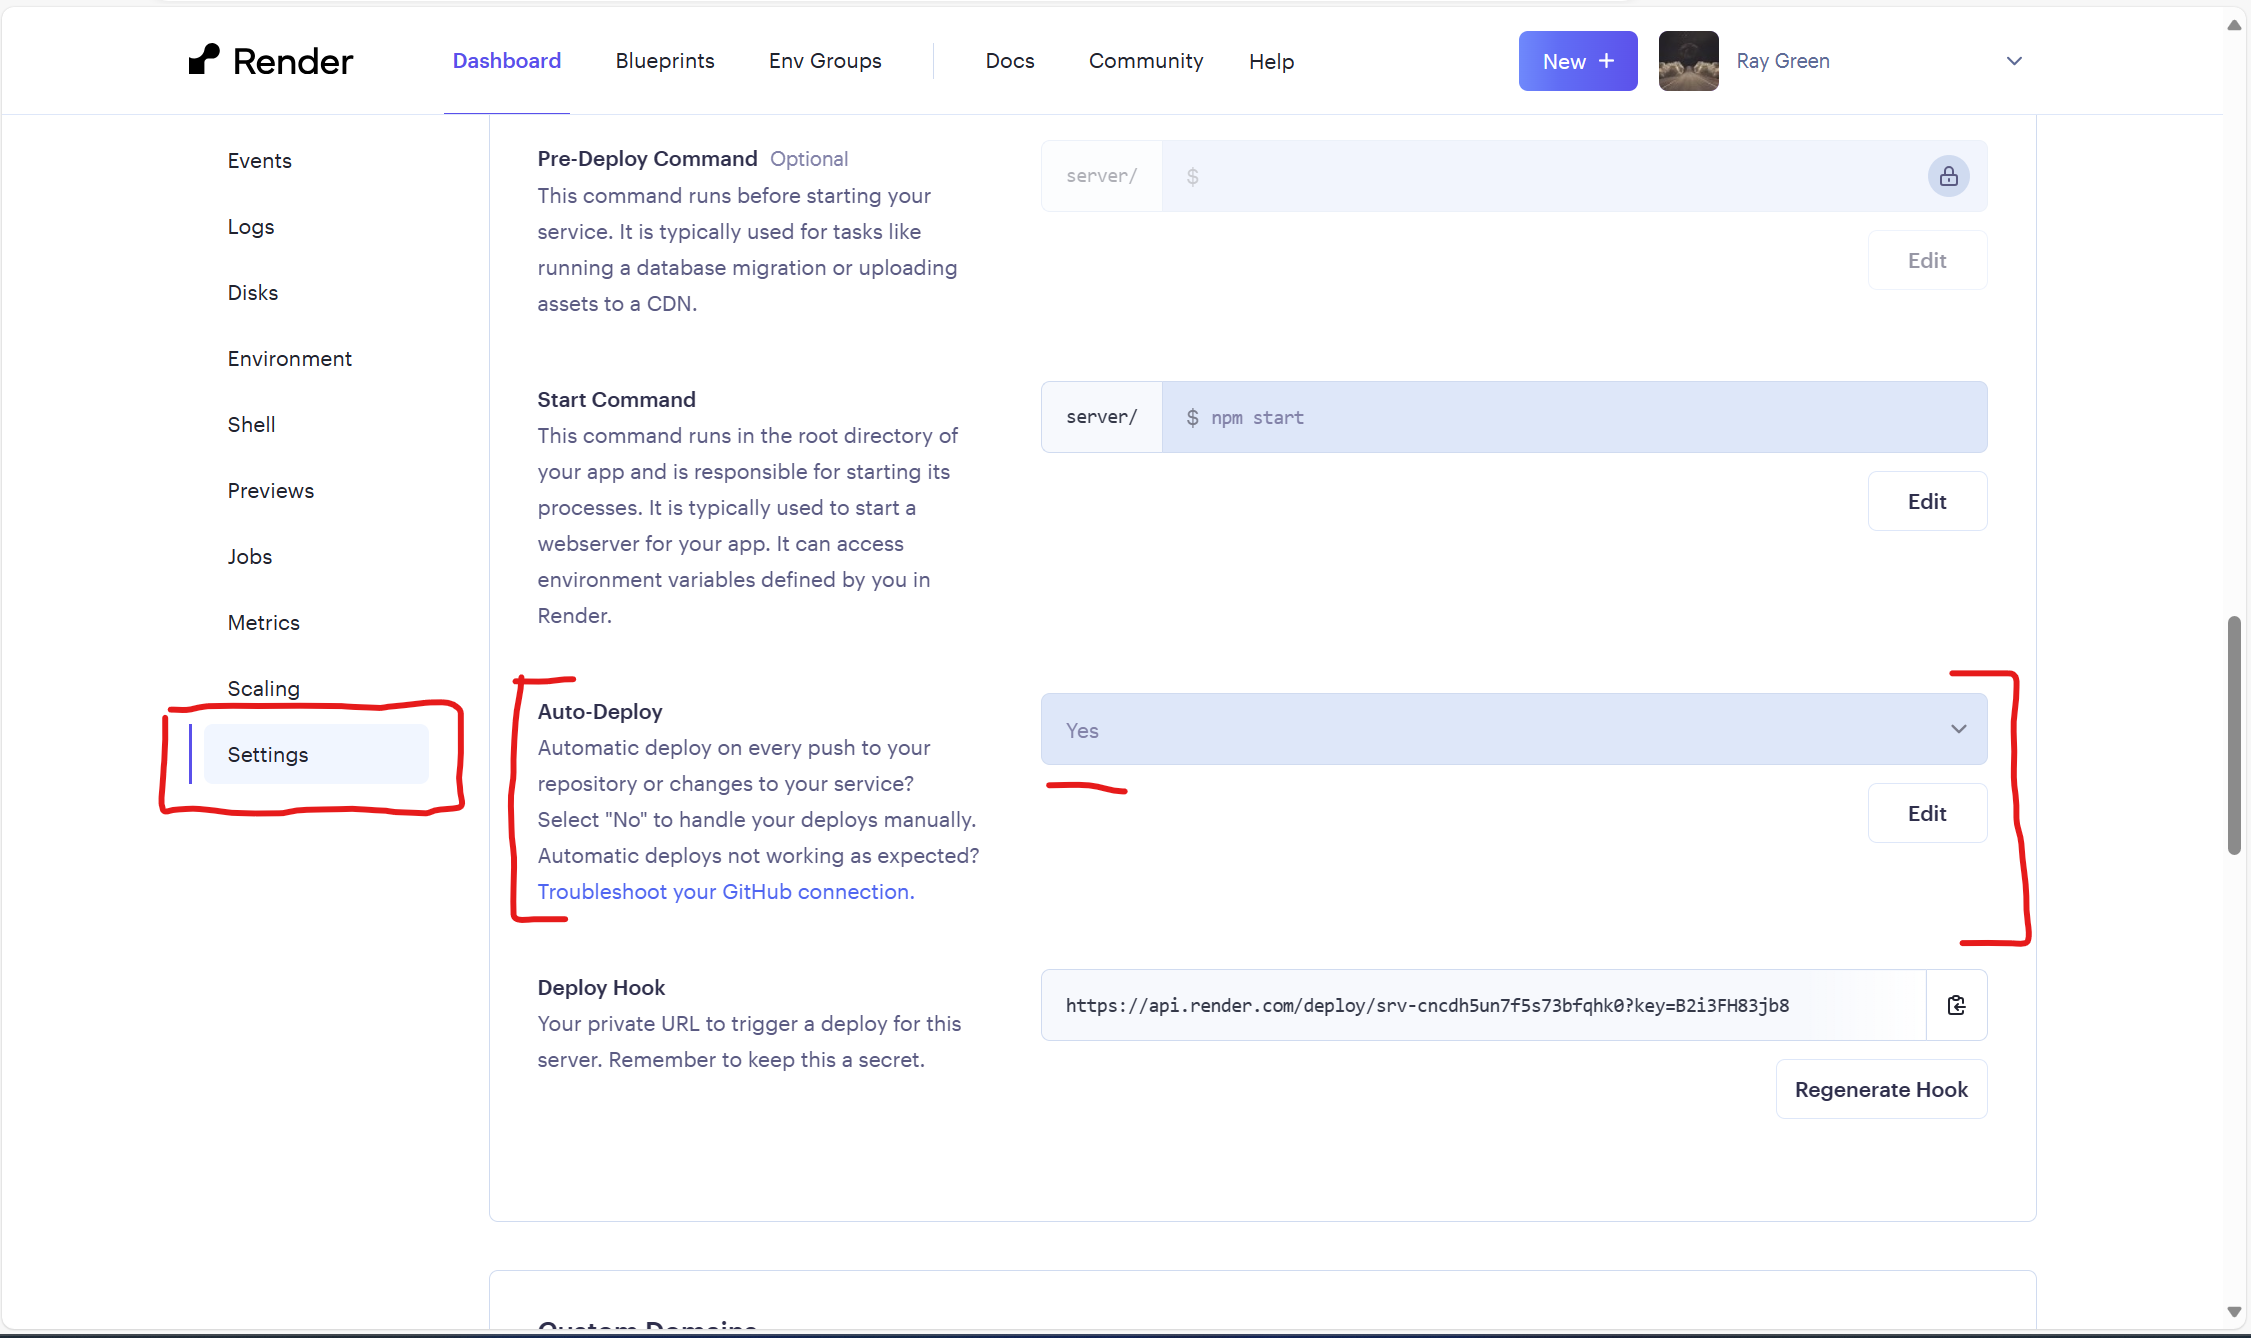 Render
Dashboard
Blueprints
Env Groups
Docs
Community
Help
New +
Ray Green
Events
Logs
Disks
Environment
Shell
Previews
Jobs
Metrics
Scaling
Settings
Pre-Deploy Command Optional
This command runs before starting your
service. It is typically used for tasks like
running a database migration or uploading
assets to a CDN.
server/ $
Edit
Start Command
This command runs in the root directory of
your app and is responsible for starting its
processes. It is typically used to start a
webserver for your app. It can access
environment variables defined by you in
Render.
server/ $ npm start
Edit
Auto-Deploy
Automatic deploy on every push to your
repository or changes to your service?
Select "No" to handle your deploys manually.
Automatic deploys not working as expected?
Troubleshoot your GitHub connection.
Yes
Edit
Deploy Hook
Your private URL to trigger a deploy for this
server. Remember to keep this a secret.
https://api.render.com/deploy/srv-cncdh5un7f5s73bfqhk0?key=B2i3FH83jb8
Regenerate Hook
Custom Domains